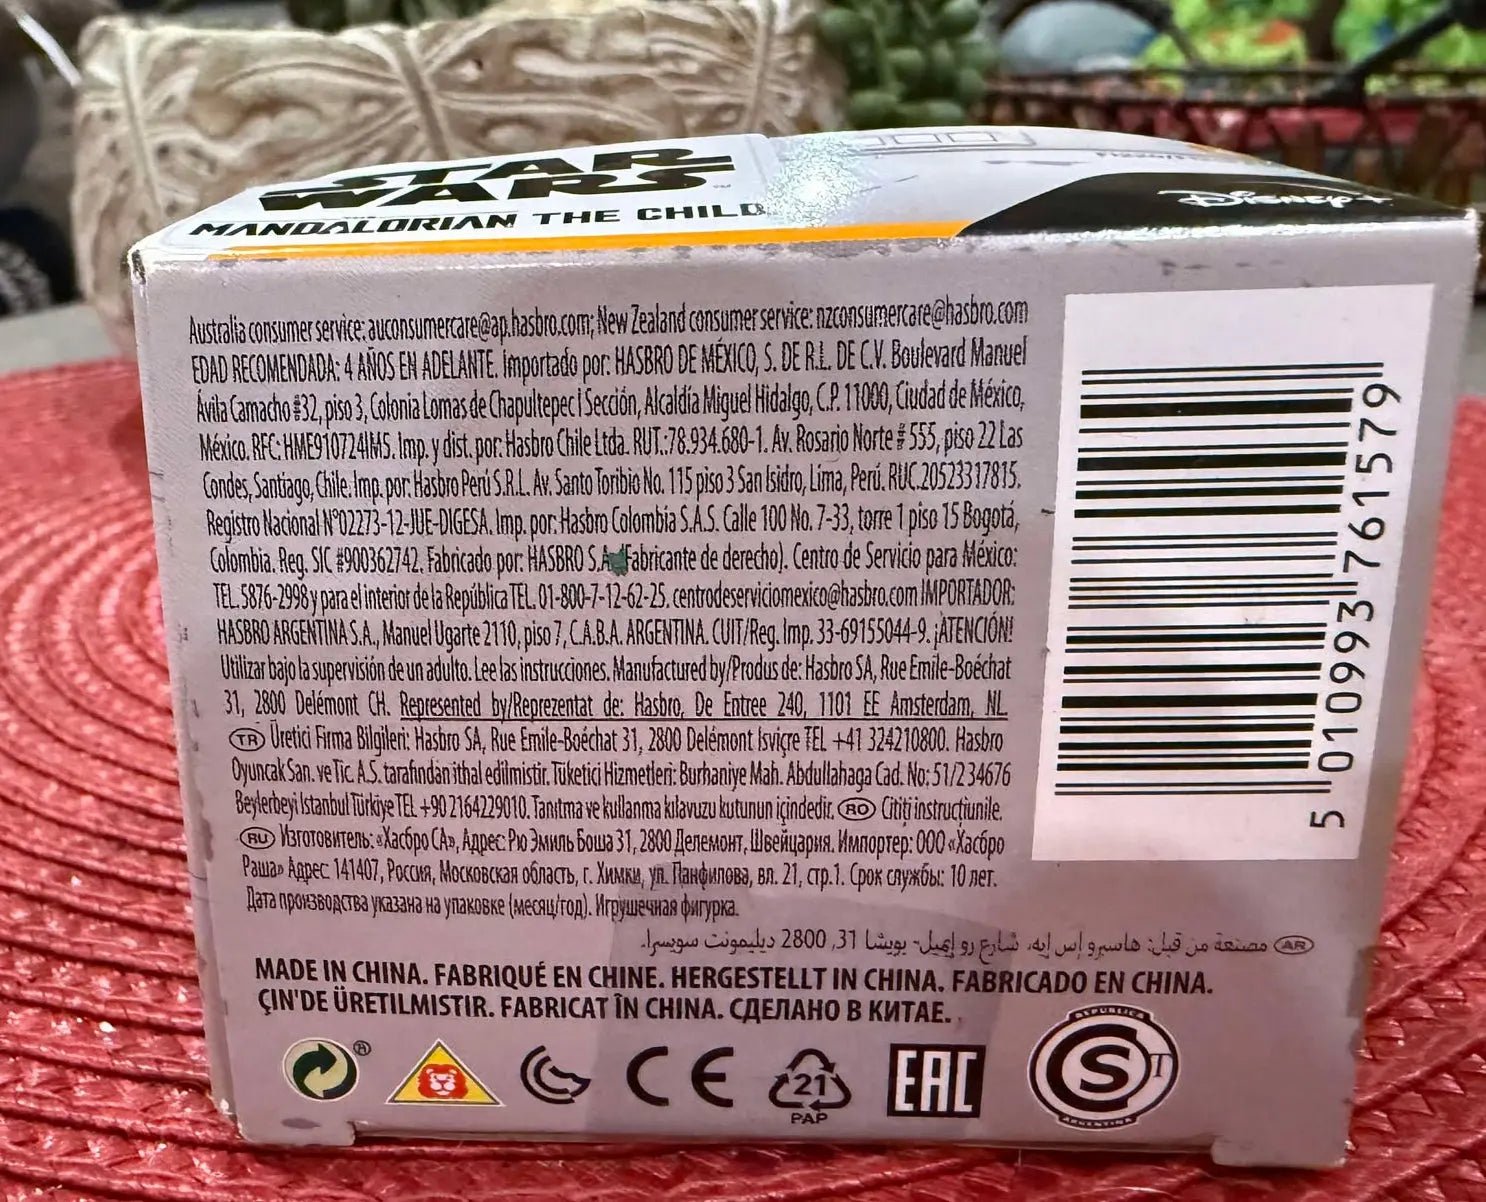 STAR
WARS
MANDALORIAN THE CHILD
Disney+
Australia consumer service: auconsumercare@ap.hasbro.com; New Zealand consumer service: nzconsumercare@hasbro.com
EDAD RECOMENDADA: 4 AÑOS EN ADELANTE. Importado por: HASBRO DE MÉXICO, S. DE R.L. DE C.V. Boulevard Manuel
Ávila Camacho #32, piso 3, Colonia Lomas de Chapultepec I Sección, Alcaldía Miguel Hidalgo, C.P. 11000, Ciudad de México,
México. RFC: HME910724IM5. Imp. y dist. por: Hasbro Chile Ltda. RUT.:78.934.680-1. Av. Rosario Norte # 555, piso 22 Las
Condes, Santiago, Chile. Imp. por: Hasbro Perú S.R.L. Av. Santo Toribio No. 115 piso 3 San Isidro, Lima, Perú. RUC.20523317815.
Registro Nacional N°02273-12-JUE-DIGESA. Imp. por: Hasbro Colombia S.A.S. Calle 100 No. 7-33, torre 1 piso 15 Bogotá,
Colombia. Reg. SIC #900362742. Fabricado por: HASBRO S.A. (Fabricante de derecho). Centro de Servicio para México:
TEL. 5876-2998 y para el interior de la República TEL. 01-800-7-12-62-25. centrodeserviciomexico@hasbro.com IMPORTADOR:
HASBRO ARGENTINA S.A., Manuel Ugarte 2110, piso 7, C.A.B.A. ARGENTINA. CUIT/Reg. Imp. 33-69155044-9. ¡ATENCIÓN!
Utilizar bajo la supervisión de un adulto. Lee las instrucciones. Manufactured by/Produs de: Hasbro SA, Rue Emile-Boéchat
31, 2800 Delémont CH. Represented by/Reprezentat de: Hasbro, De Entree 240, 1101 EE Amsterdam, NL.
TR Üretici Firma Bilgileri: Hasbro SA, Rue Emile-Boéchat 31, 2800 Delémont İsviçre TEL +41 324210800. Hasbro
Oyuncak San. ve Tic. A.S. tarafından ithal edilmistir. Tüketici Hizmetleri: Burhaniye Mah. Abdullahaga Cad. No: 51/2 34676
Beylerbeyi Istanbul Türkiye TEL +90 2164229010. Tanıtma ve kullanma kılavuzu kutunun içindedir. RO Citiți instrucțiunile.
RU Изготовитель: «Хасбро СА», Адрес: Рю Эмиль Боша 31, 2800 Делемонт, Швейцария. Импортер: ООО «Хасбро
Раша» Адрес: 141407, Россия, Московская область, г. Химки, ул. Панфилова, вл. 21, стр.1. Срок службы: 10 лет.
Дата производства указана на упаковке (месяц/год). Игрушечная фигурка.
AR مصنعة من قبل: هاسبرو إس إيه، شارع رو إميل- بويشا 31, 2800 ديليمونت سويسرا.
MADE IN CHINA. FABRIQUÉ EN CHINE. HERGESTELLT IN CHINA. FABRICADO EN CHINA.
ÇIN'DE ÜRETILMISTIR. FABRICAT ÎN CHINA. СДЕЛАНО В КИТАЕ.
CE
21
PAP
EAC
REPUBLICA
S T
ARGENTINA
5 010993 761579